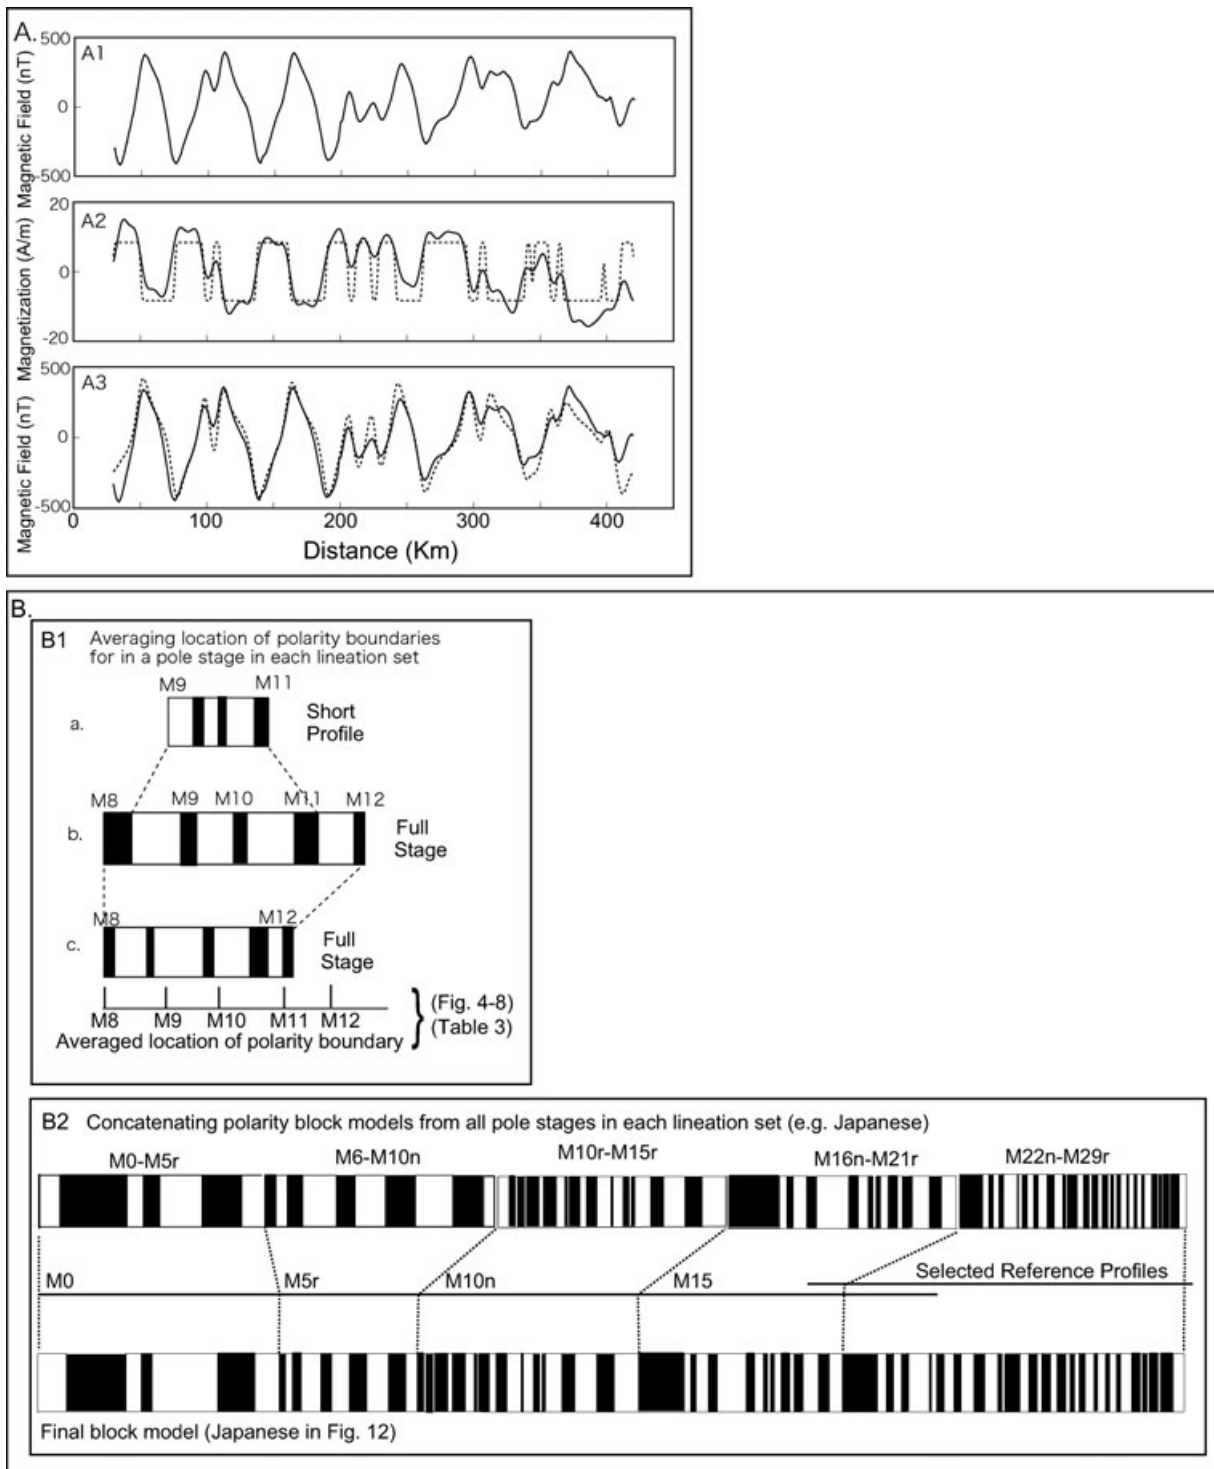 A.
A1
500
0
-500
Magnetic Field (nT)
A2
20
0
-20
Magnetization (A/m)
A3
500
0
-500
Magnetic Field (nT)
0 100 200 300 400
Distance (Km)
B.
B1 Averaging location of polarity boundaries
for in a pole stage in each lineation set
M9 M11
a. Short
Profile
M8 M9 M10 M11 M12
b. Full
Stage
M8 M12
c. Full
Stage
M8 M9 M10 M11 M12
Averaged location of polarity boundary
} (Fig. 4-8)
(Table 3)
B2 Concatenating polarity block models from all pole stages in each lineation set (e.g. Japanese)
M0-M5r M6-M10n M10r-M15r M16n-M21r M22n-M29r
M0 M5r M10n M15 Selected Reference Profiles
Final block model (Japanese in Fig. 12)